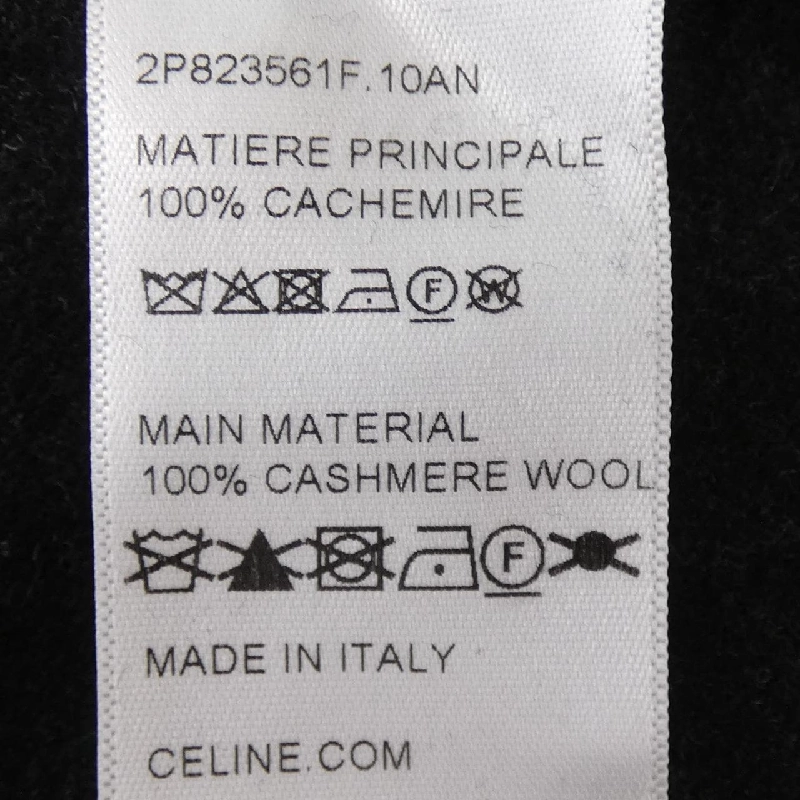 2P823561F.10AN
MATIERE PRINCIPALE
100% CACHEMIRE
F W
MAIN MATERIAL
100% CASHMERE WOOL
F
MADE IN ITALY
CELINE.COM